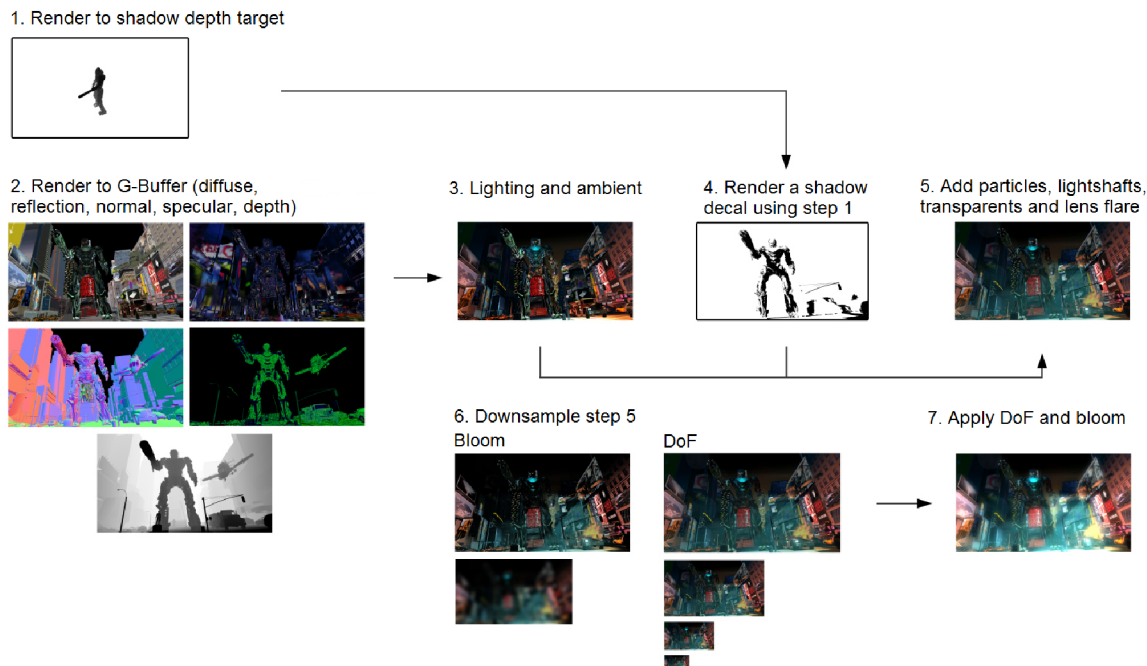 1. Render to shadow depth target
2. Render to G-Buffer (diffuse,
reflection, normal, specular, depth)
3. Lighting and ambient
4. Render a shadow
decal using step 1
5. Add particles, lightshafts,
transparents and lens flare
6. Downsample step 5
Bloom
DoF
7. Apply DoF and bloom